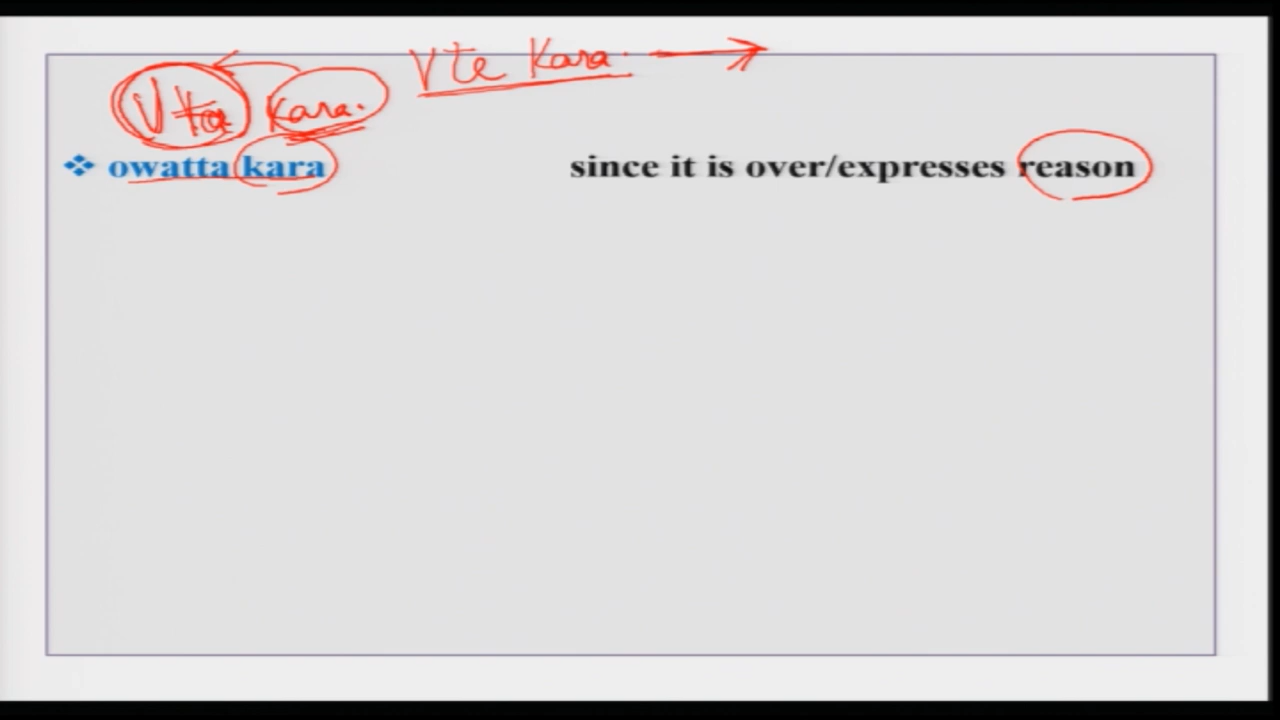 V te kara.
V ta kara.
❖ owatta kara since it is over/expresses reason